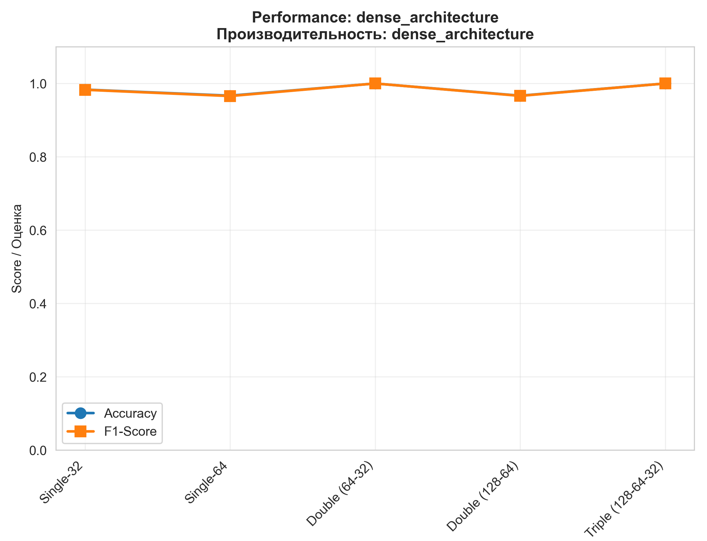 Performance: dense_architecture
Производительность: dense_architecture
Score / Оценка
1.0
0.8
0.6
0.4
0.2
0.0
Accuracy
F1-Score
Single-32
Single-64
Double (64-32)
Double (128-64)
Triple (128-64-32)